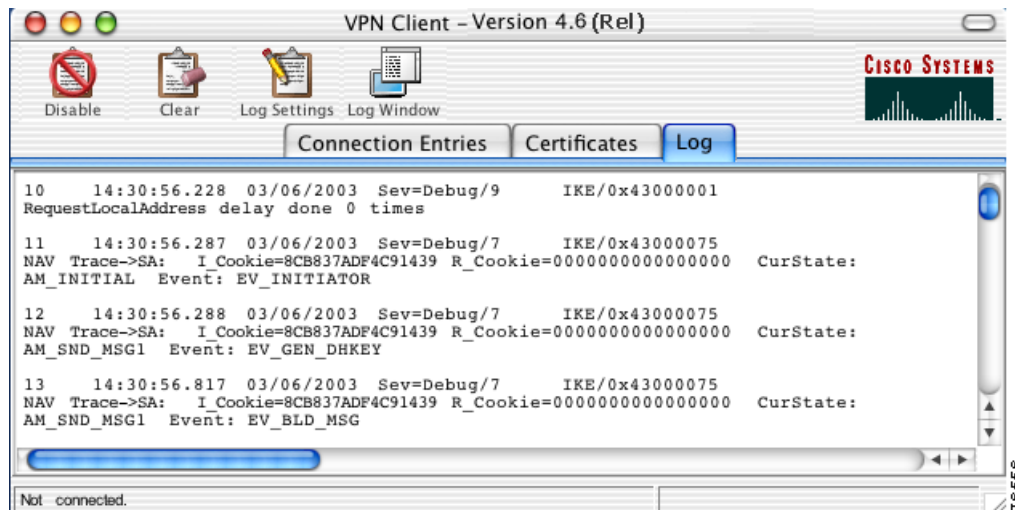 VPN Client – Version 4.6 (Rel)
Disable
Clear
Log Settings
Log Window
CISCO SYSTEMS
Connection Entries
Certificates
Log
10 14:30:56.228 03/06/2003 Sev=Debug/9 IKE/0x43000001
RequestLocalAddress delay done 0 times
11 14:30:56.287 03/06/2003 Sev=Debug/7 IKE/0x43000075
NAV Trace->SA: I_Cookie=8CB837ADF4C91439 R_Cookie=0000000000000000 CurState:
AM_INITIAL Event: EV_INITIATOR
12 14:30:56.288 03/06/2003 Sev=Debug/7 IKE/0x43000075
NAV Trace->SA: I_Cookie=8CB837ADF4C91439 R_Cookie=0000000000000000 CurState:
AM_SND_MSG1 Event: EV_GEN_DHKEY
13 14:30:56.817 03/06/2003 Sev=Debug/7 IKE/0x43000075
NAV Trace->SA: I_Cookie=8CB837ADF4C91439 R_Cookie=0000000000000000 CurState:
AM_SND_MSG1 Event: EV_BLD_MSG
Not connected.